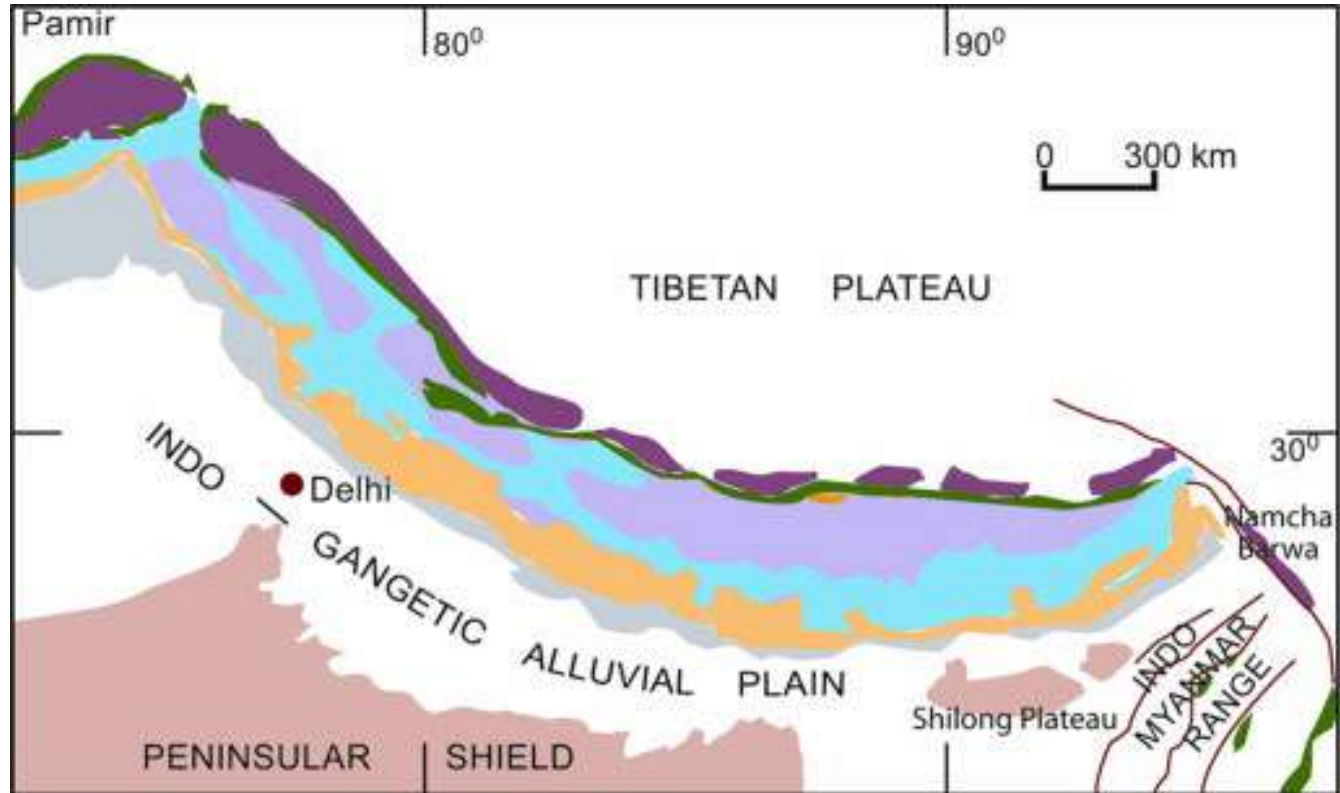 Pamir
80⁰
90⁰
0 300 km
TIBETAN PLATEAU
30⁰
INDO
GANGETIC
ALLUVIAL PLAIN
Delhi
Namcha
Barwa
INDO
MYANMAR
RANGE
Shilong Plateau
PENINSULAR SHIELD